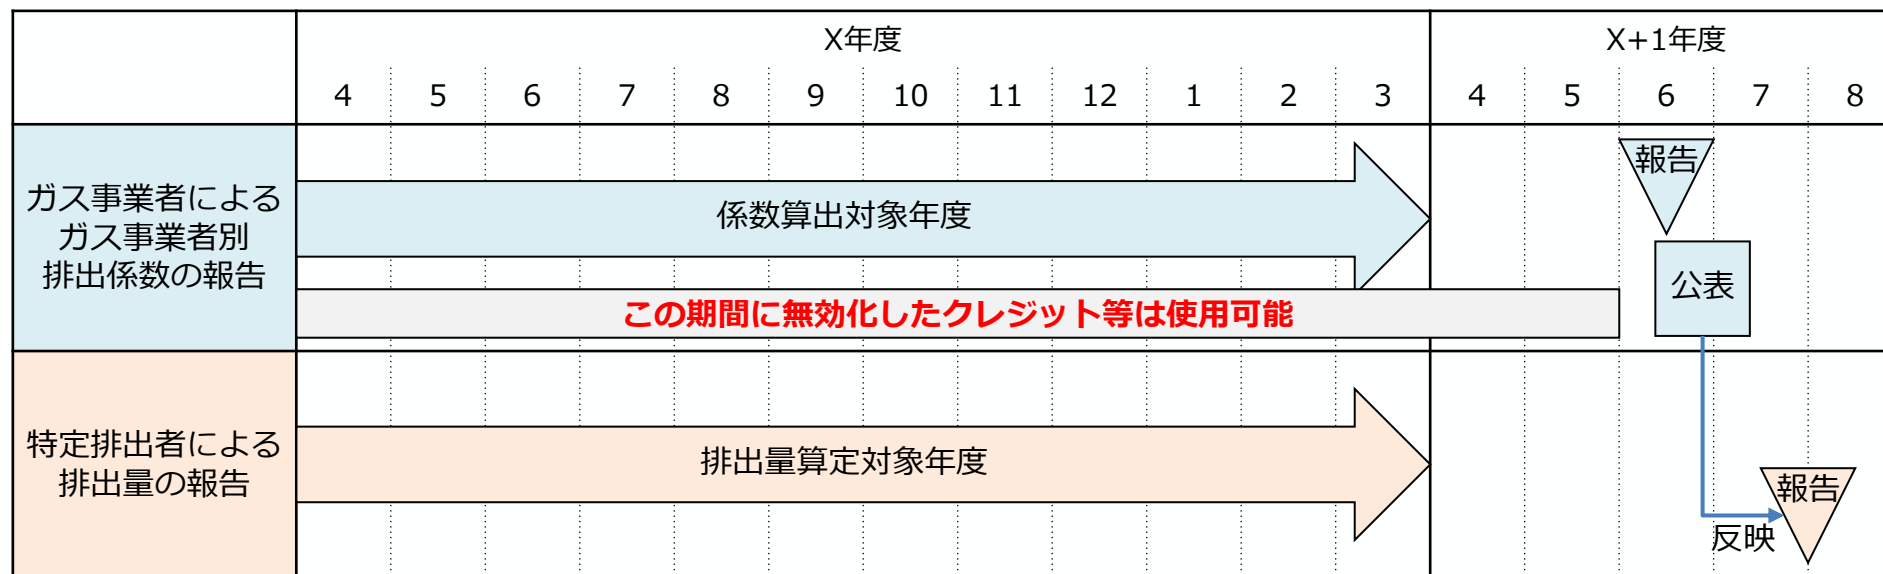 X年度
X+1年度
4 5 6 7 8 9 10 11 12 1 2 3 4 5 6 7 8
ガス事業者による
ガス事業者別
排出係数の報告
係数算出対象年度
報告
公表
この期間に無効化したクレジット等は使用可能
特定排出者による
排出量の報告
排出量算定対象年度
報告
反映